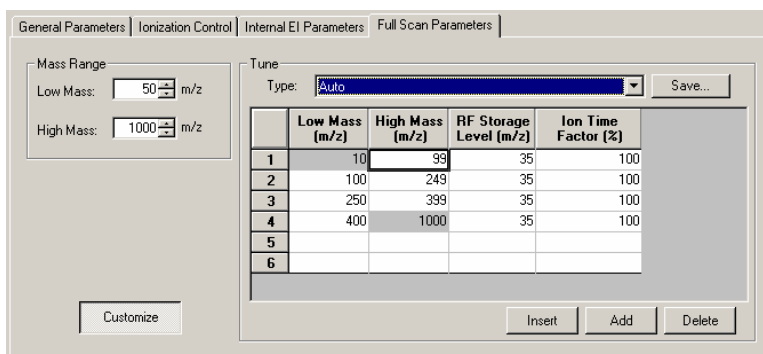 General Parameters Ionization Control Internal EI Parameters Full Scan Parameters
Mass Range
Low Mass: 50 m/z
High Mass: 1000 m/z
Customize
Tune
Type: Auto Save...
Low Mass (m/z) High Mass (m/z) RF Storage Level (m/z) Ion Time Factor (%)
1 10 99 35 100
2 100 249 35 100
3 250 399 35 100
4 400 1000 35 100
5
6
Insert Add Delete